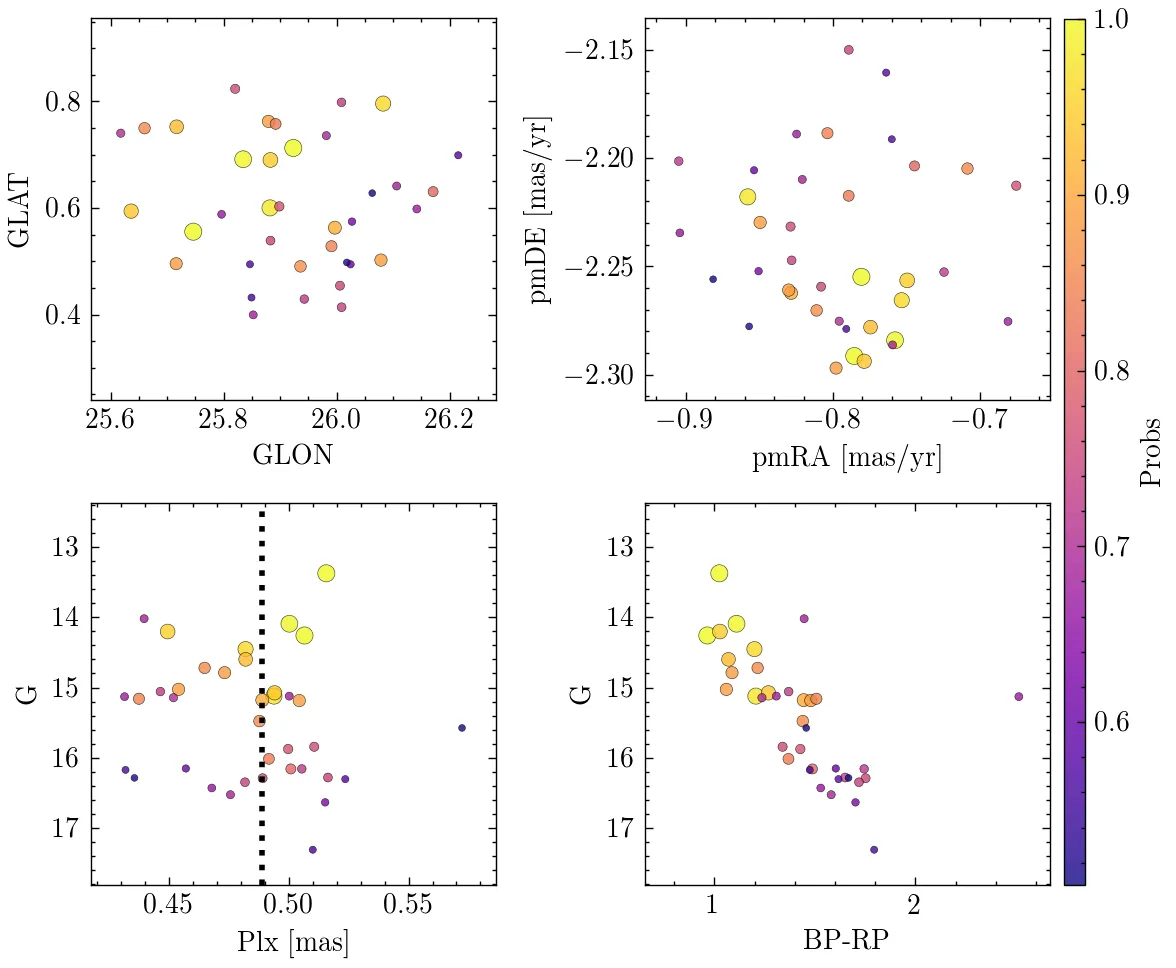 0.8
0.6
0.4
GLAT
25.6 25.8 26.0 26.2
GLON
−2.15
−2.20
−2.25
−2.30
pmDE [mas/yr]
−0.9 −0.8 −0.7
pmRA [mas/yr]
1.0
0.9
0.8
0.7
0.6
Probs
13
14
15
16
17
G
0.45 0.50 0.55
Plx [mas]
13
14
15
16
17
G
1 2
BP-RP